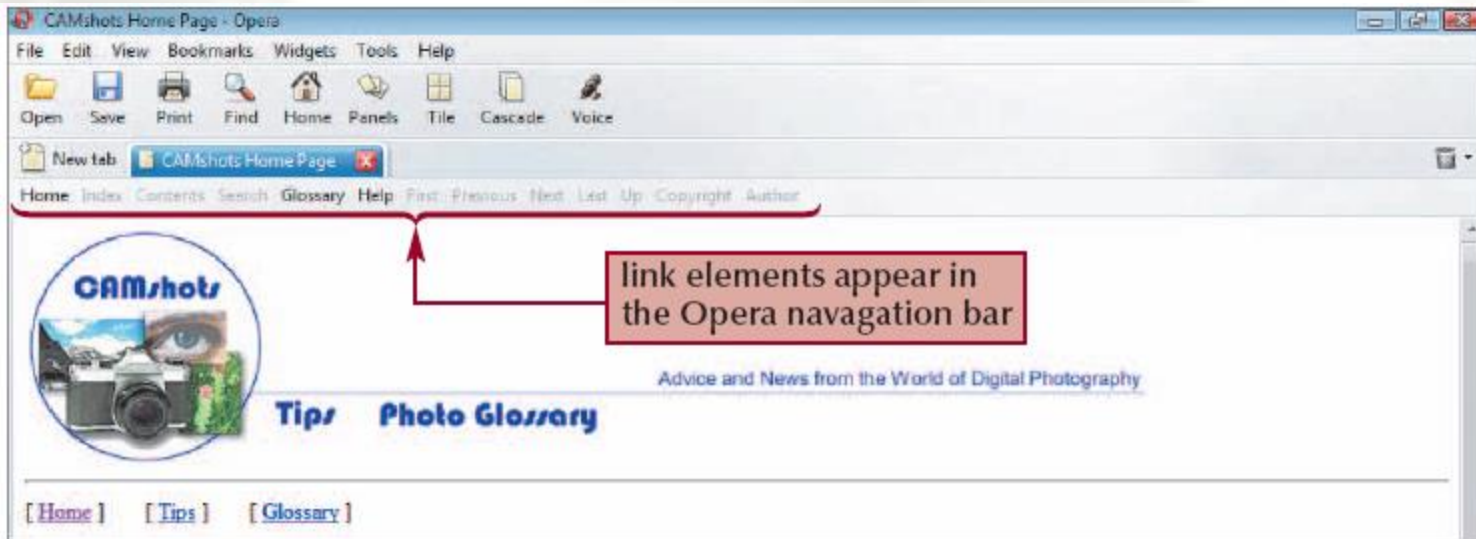 CAMshots Home Page - Opera
File Edit View Bookmarks Widgets Tools Help
Open Save Print Find Home Panels Tile Cascade Voice
New tab CAMshots Home Page
Home Index Contents Search Glossary Help First Previous Next Last Up Copyright Author
CAMshots
link elements appear in
the Opera navagation bar
Advice and News from the World of Digital Photography
Tips Photo Glossary
[ Home ] [ Tips ] [ Glossary ]